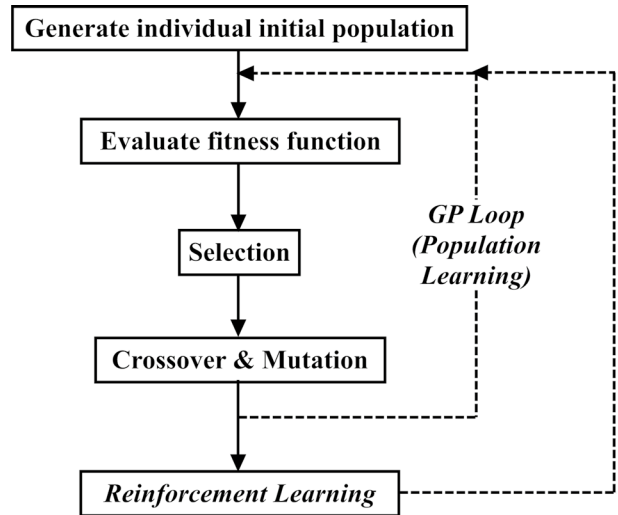 Generate individual initial population
Evaluate fitness function
GP Loop
(Population
Learning)
Selection
Crossover & Mutation
Reinforcement Learning